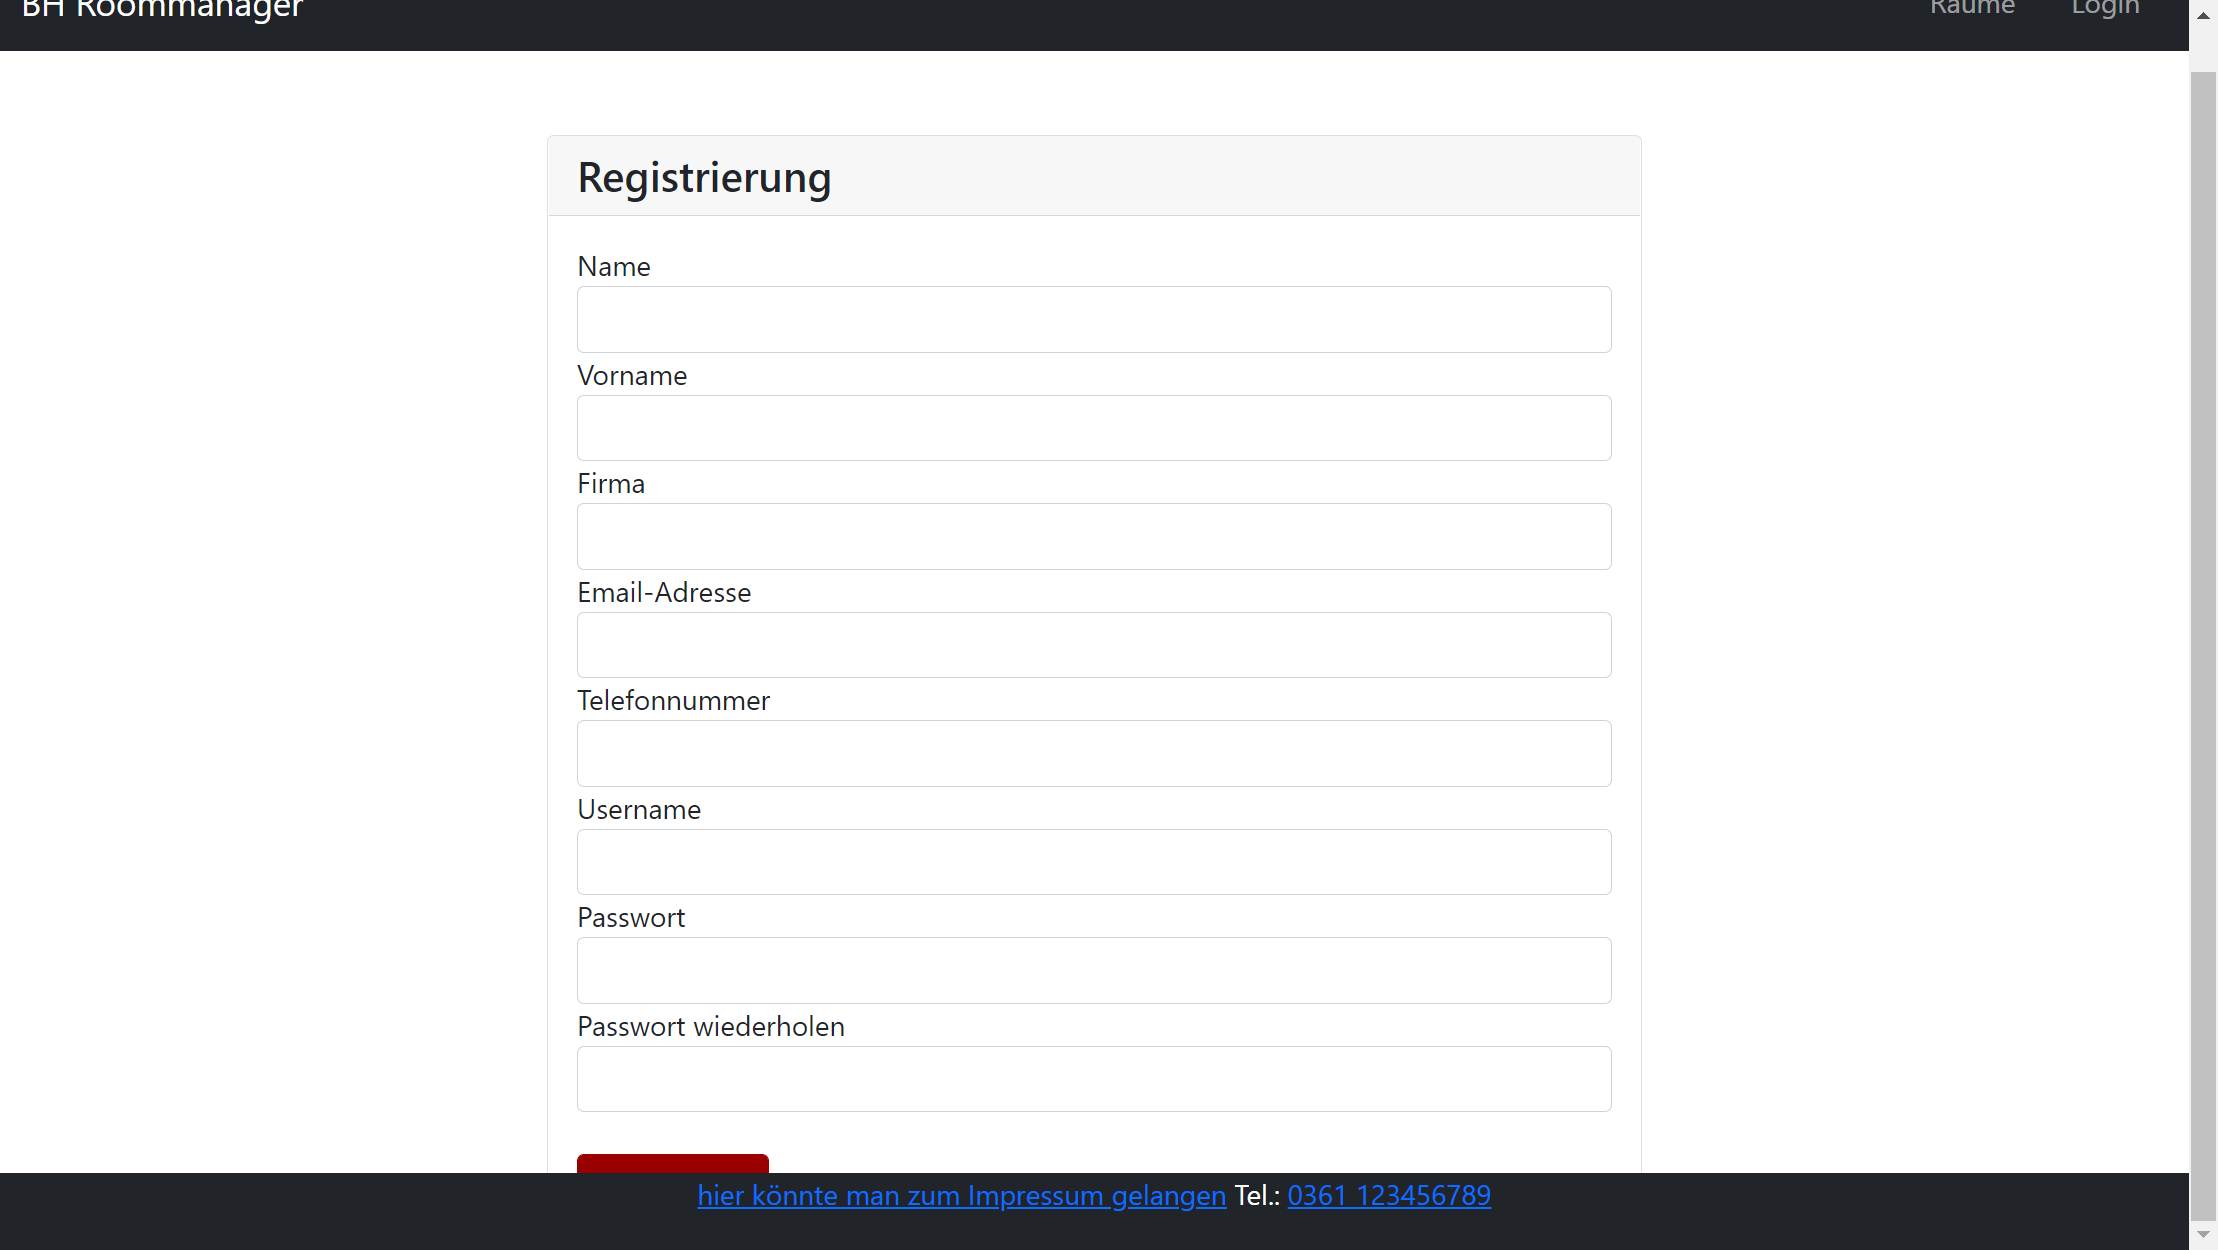 BH Roommanager
Räume Login
Registrierung
Name
Vorname
Firma
Email-Adresse
Telefonnummer
Username
Passwort
Passwort wiederholen
hier könnte man zum Impressum gelangen Tel.: 0361 123456789